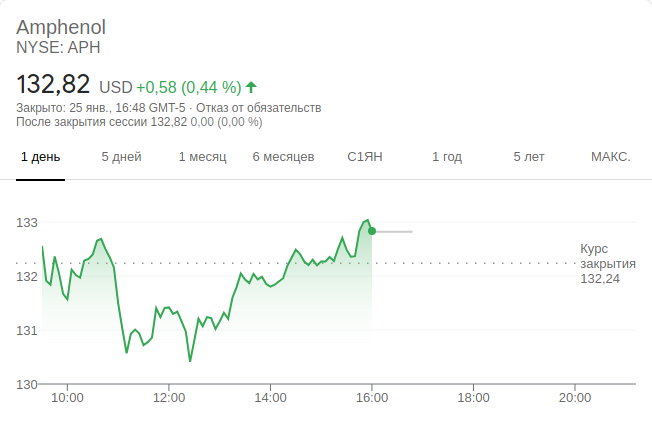 Amphenol
NYSE: APH
132,82 USD +0,58 (0,44 %)
Закрыто: 25 янв., 16:48 GMT-5 · Отказ от обязательств
После закрытия сессии 132,82 0,00 (0,00 %)
1 день 5 дней 1 месяц 6 месяцев С1ЯН 1 год 5 лет МАКС.
133
132
131
130
Курс
закрытия
132,24
10:00 12:00 14:00 16:00 18:00 20:00